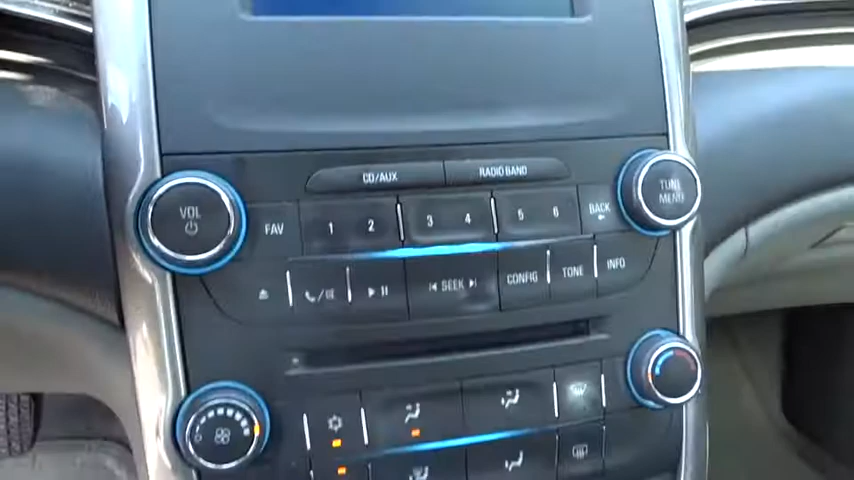 CD/AUX RADIO BAND
VOL FAV 1 2 3 4 5 6 BACK TUNE
MENU
SEEK CONFIG TONE INFO